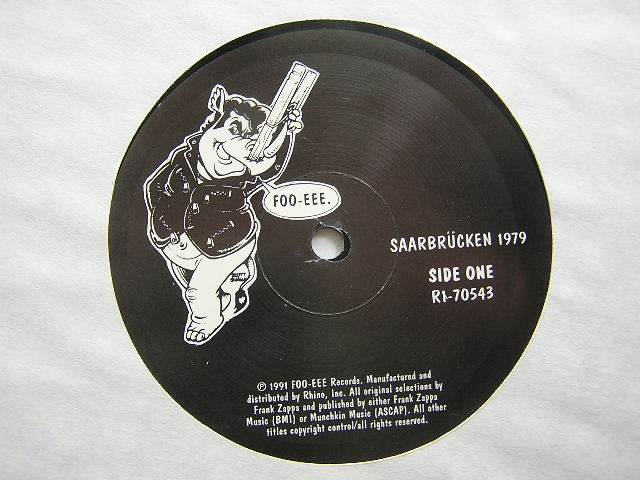 FOO-EEE.
SAARBRÜCKEN 1979
SIDE ONE
R1-70543
℗ 1991 FOO-EEE Records. Manufactured and
distributed by Rhino, Inc. All original selections by
Frank Zappa and published by either Frank Zappa
Music (BMI) or Munchkin Music (ASCAP). All other
titles copyright control/all rights reserved.